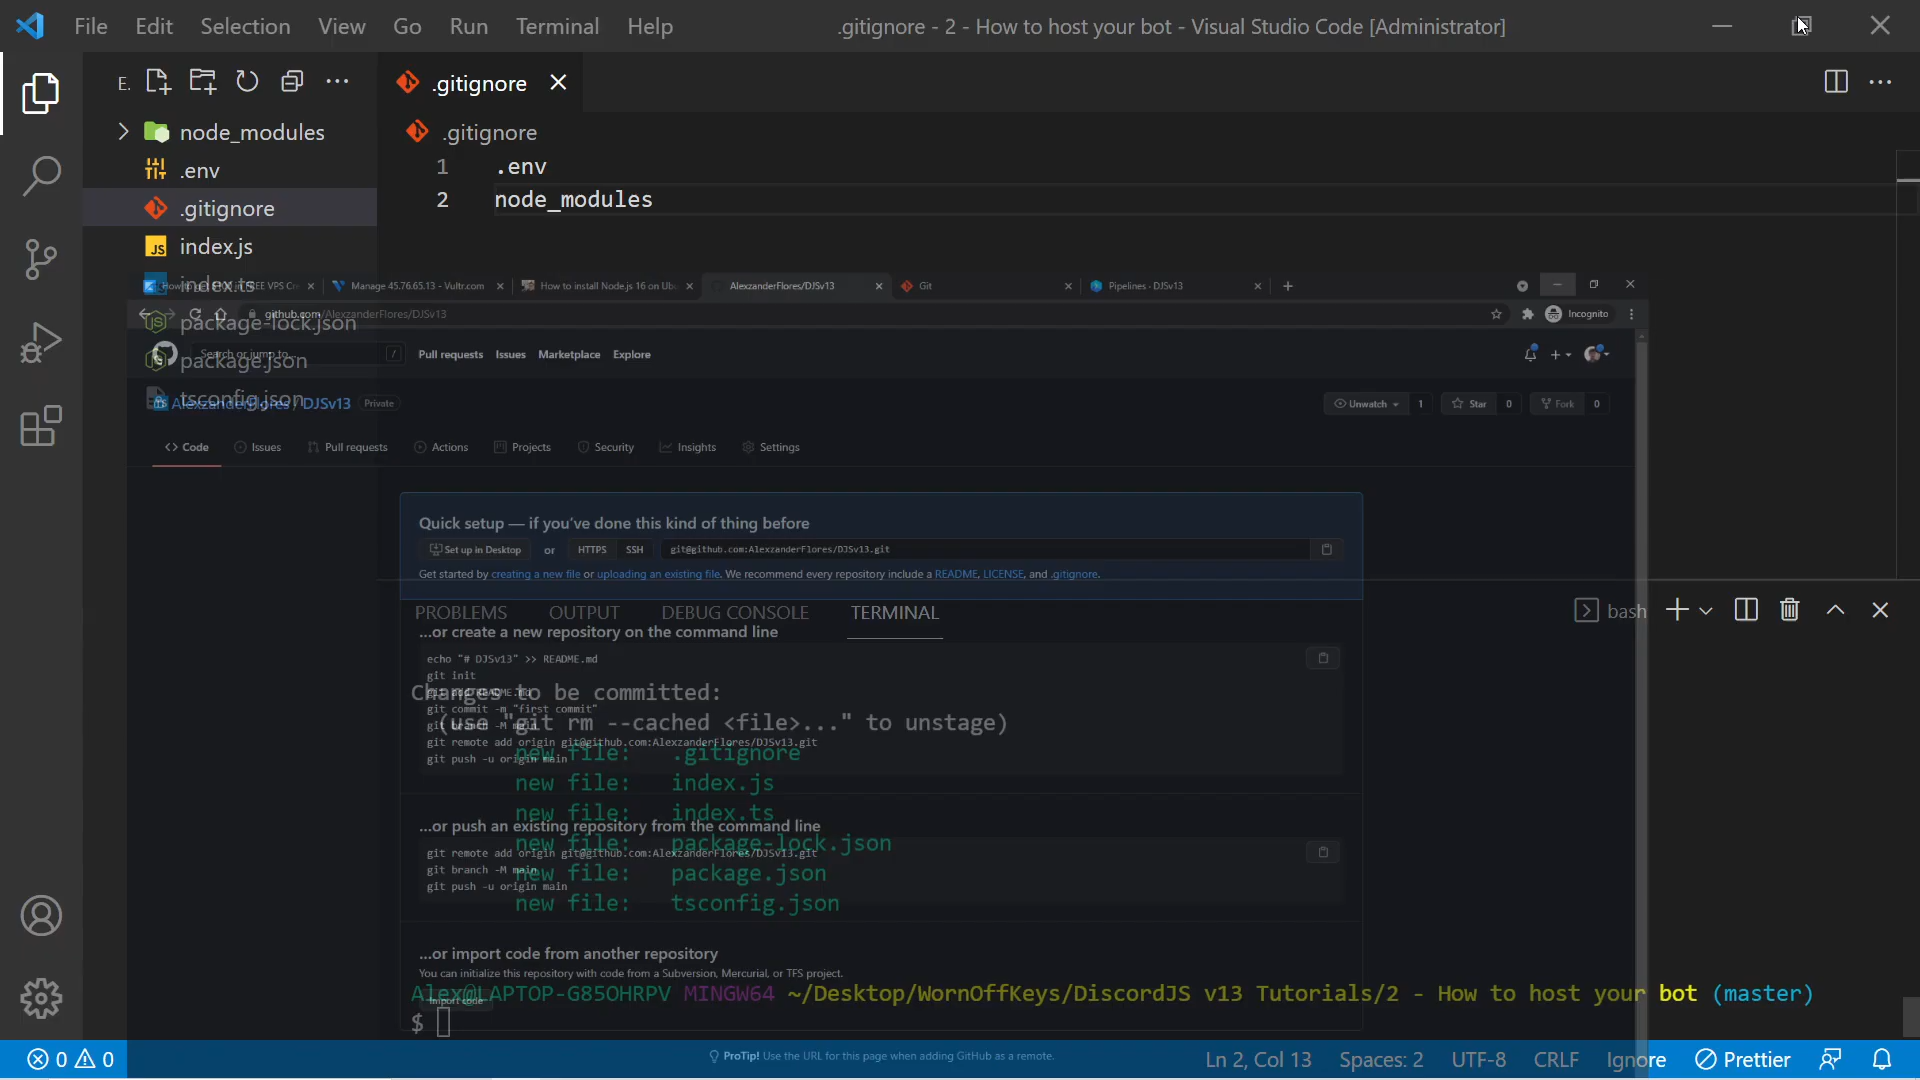 File Edit Selection View Go Run Terminal Help
.gitignore - 2 - How to host your bot - Visual Studio Code [Administrator]
E.
.gitignore
node_modules
.env
.gitignore
index.js
index.ts
package-lock.json
package.json
tsconfig.json
.gitignore
1 .env
2 node_modules
Manage 45.76.65.13 - Vultr.com
How to install Node.js 16 on Ub
AlexzanderFlores/DJSv13
Git
Pipelines - DJSv13
github.com/AlexzanderFlores/DJSv13
Incognito
Search or jump to...
Pull requests Issues Marketplace Explore
AlexzanderFlores / DJSv13 Private
Unwatch 1 Star 0 Fork 0
Code Issues Pull requests Actions Projects Security Insights Settings
Quick setup — if you've done this kind of thing before
Set up in Desktop or HTTPS SSH git@github.com:AlexzanderFlores/DJSv13.git
Get started by creating a new file or uploading an existing file. We recommend every repository include a README, LICENSE, and .gitignore.
PROBLEMS OUTPUT DEBUG CONSOLE TERMINAL
bash
...or create a new repository on the command line
echo "# DJSv13" >> README.md
git init
git add README.md
git commit -m "first commit"
git branch -M main
git remote add origin git@github.com:AlexzanderFlores/DJSv13.git
git push -u origin main
...or push an existing repository from the command line
git remote add origin git@github.com:AlexzanderFlores/DJSv13.git
git branch -M main
git push -u origin main
...or import code from another repository
You can initialize this repository with code from a Subversion, Mercurial, or TFS project.
Import code
ProTip! Use the URL for this page when adding GitHub as a remote.
Changes to be committed:
(use "git rm --cached <file>..." to unstage)
new file: .gitignore
new file: index.js
new file: index.ts
new file: package-lock.json
new file: package.json
new file: tsconfig.json
Alex@LAPTOP-G85OHRPV MINGW64 ~/Desktop/WornOffKeys/DiscordJS v13 Tutorials/2 - How to host your bot (master)
$
0 0
Ln 2, Col 13 Spaces: 2 UTF-8 CRLF Ignore Prettier